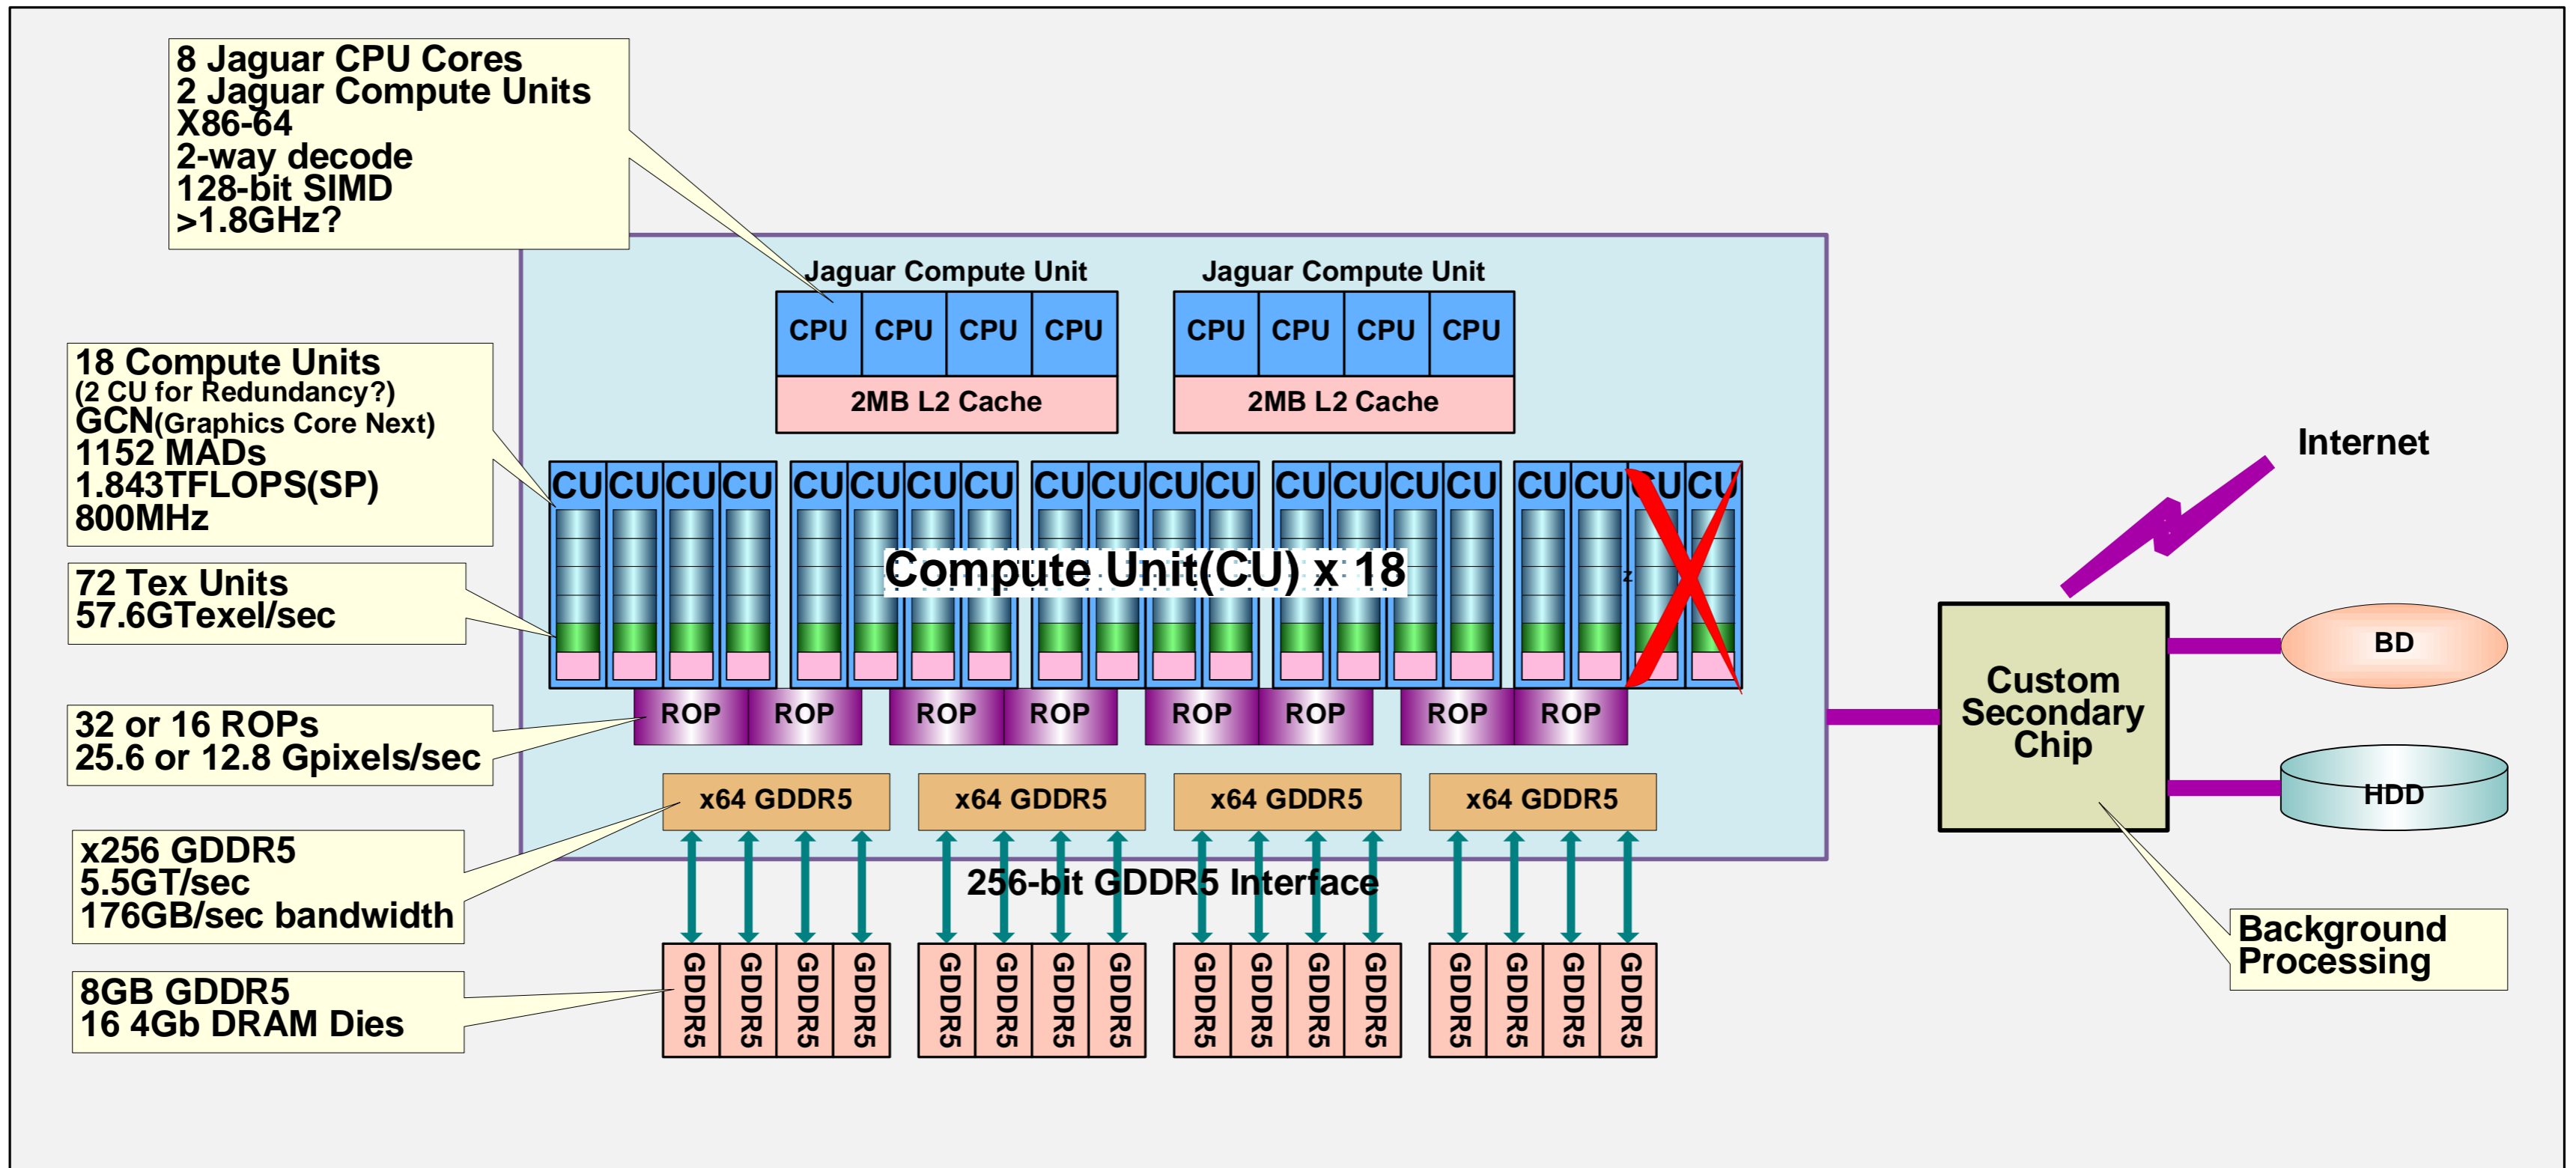 8 Jaguar CPU Cores
2 Jaguar Compute Units
X86-64
2-way decode
128-bit SIMD
>1.8GHz?
Jaguar Compute Unit
Jaguar Compute Unit
CPU CPU CPU CPU
CPU CPU CPU CPU
2MB L2 Cache
2MB L2 Cache
18 Compute Units
(2 CU for Redundancy?)
GCN(Graphics Core Next)
1152 MADs
1.843TFLOPS(SP)
800MHz
CU CU CU CU CU CU CU CU CU CU CU CU CU CU CU CU CU CU CU CU
Compute Unit(CU) x 18
z
72 Tex Units
57.6GTexel/sec
32 or 16 ROPs
25.6 or 12.8 Gpixels/sec
ROP ROP ROP ROP ROP ROP ROP ROP
x64 GDDR5 x64 GDDR5 x64 GDDR5 x64 GDDR5
x256 GDDR5
5.5GT/sec
176GB/sec bandwidth
256-bit GDDR5 Interface
8GB GDDR5
16 4Gb DRAM Dies
GDDR5 GDDR5 GDDR5 GDDR5 GDDR5 GDDR5 GDDR5 GDDR5 GDDR5 GDDR5 GDDR5 GDDR5 GDDR5 GDDR5 GDDR5 GDDR5
Internet
Custom
Secondary
Chip
BD
HDD
Background
Processing